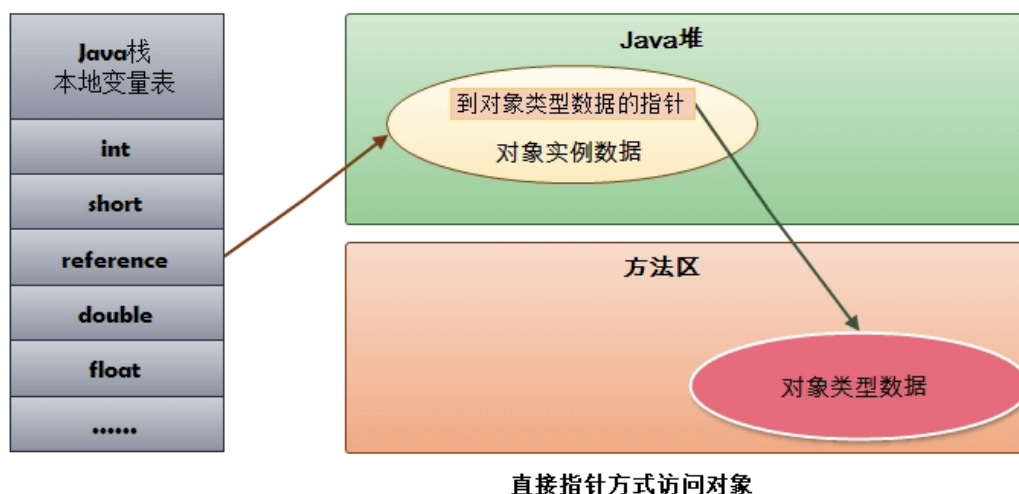 Java栈
本地变量表
int
short
reference
double
float
......
Java堆
到对象类型数据的指针
对象实例数据
方法区
对象类型数据
直接指针方式访问对象